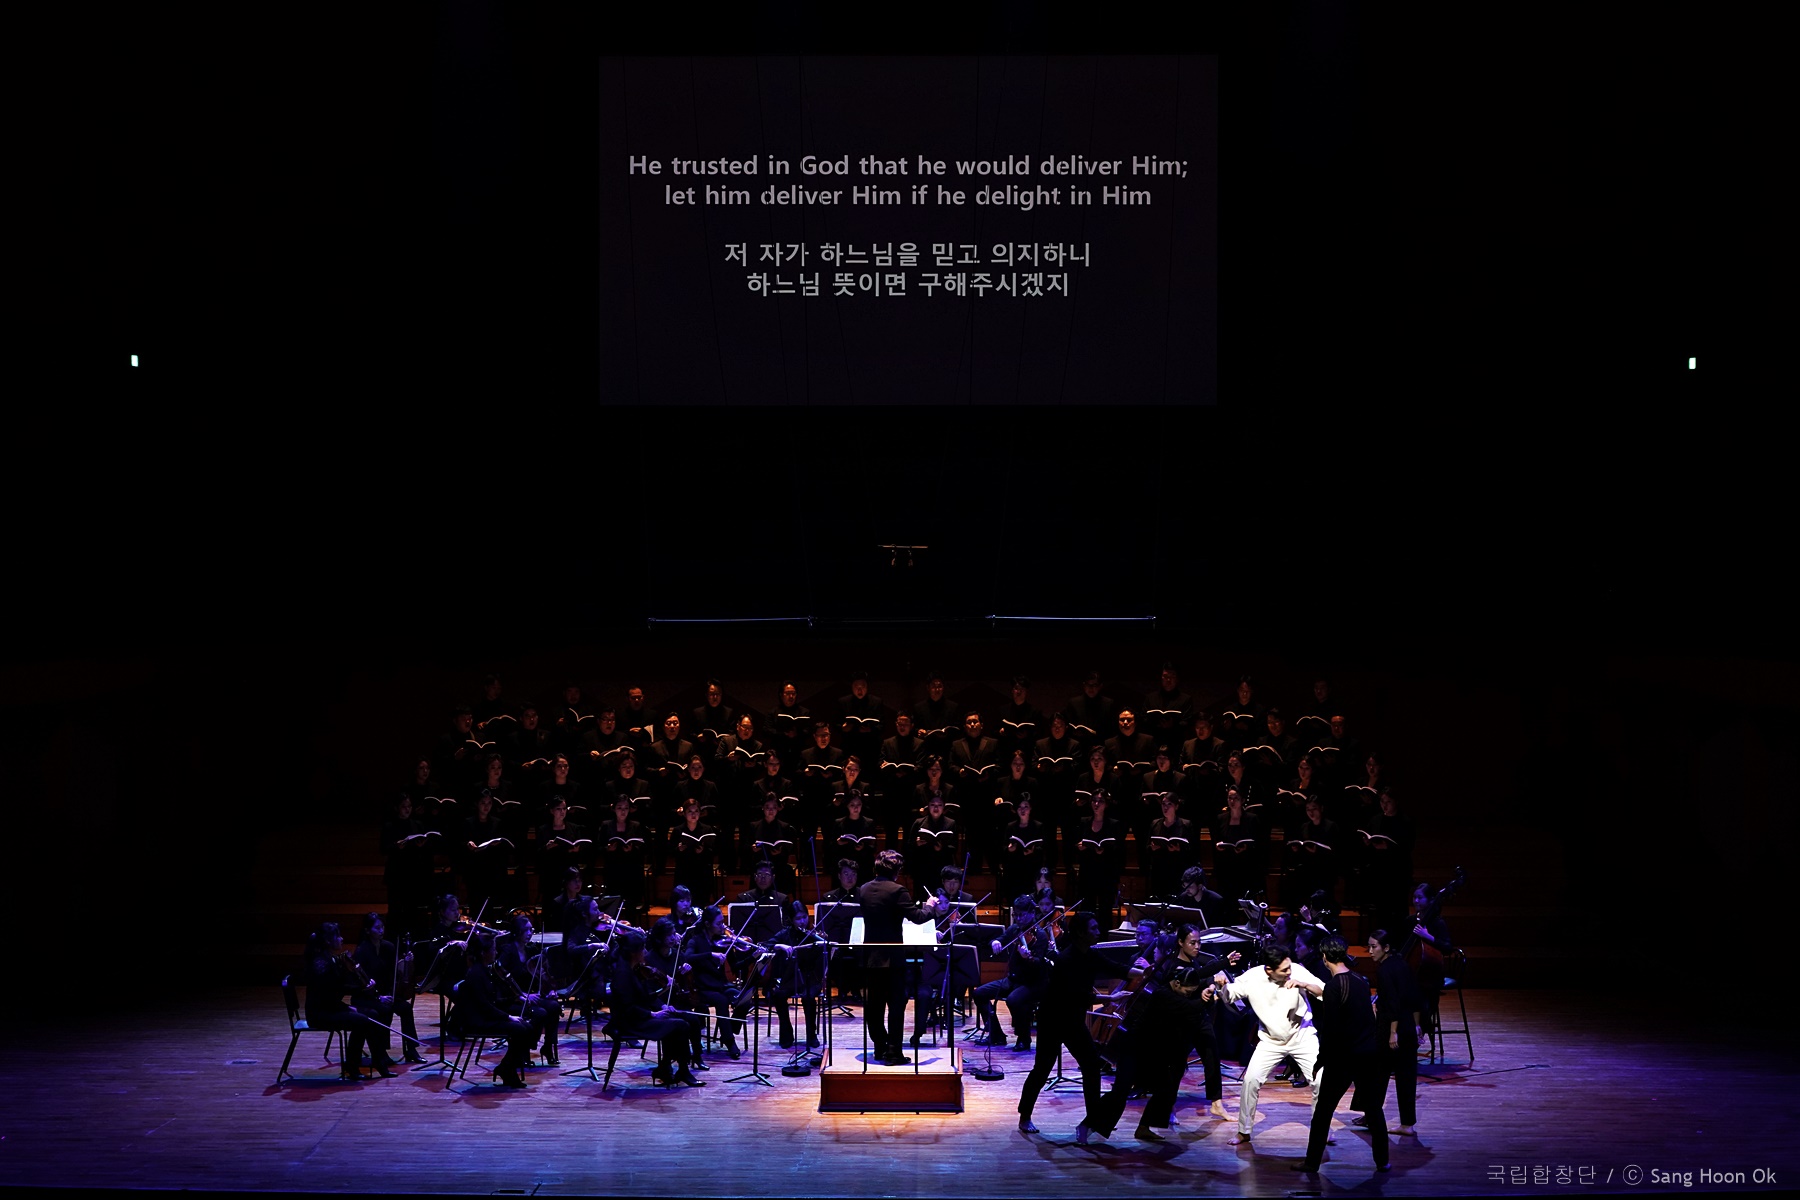 He trusted in God that he would deliver Him;
let him deliver Him if he delight in Him
저 자가 하느님을 믿고 의지하니
하느님 뜻이면 구해주시겠지
국립합창단 / ⓒ Sang Hoon Ok